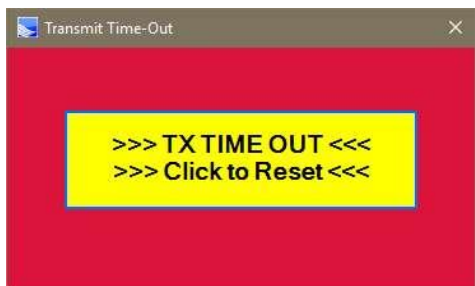 Transmit Time-Out
>>> TX TIME OUT <<<
>>> Click to Reset <<<